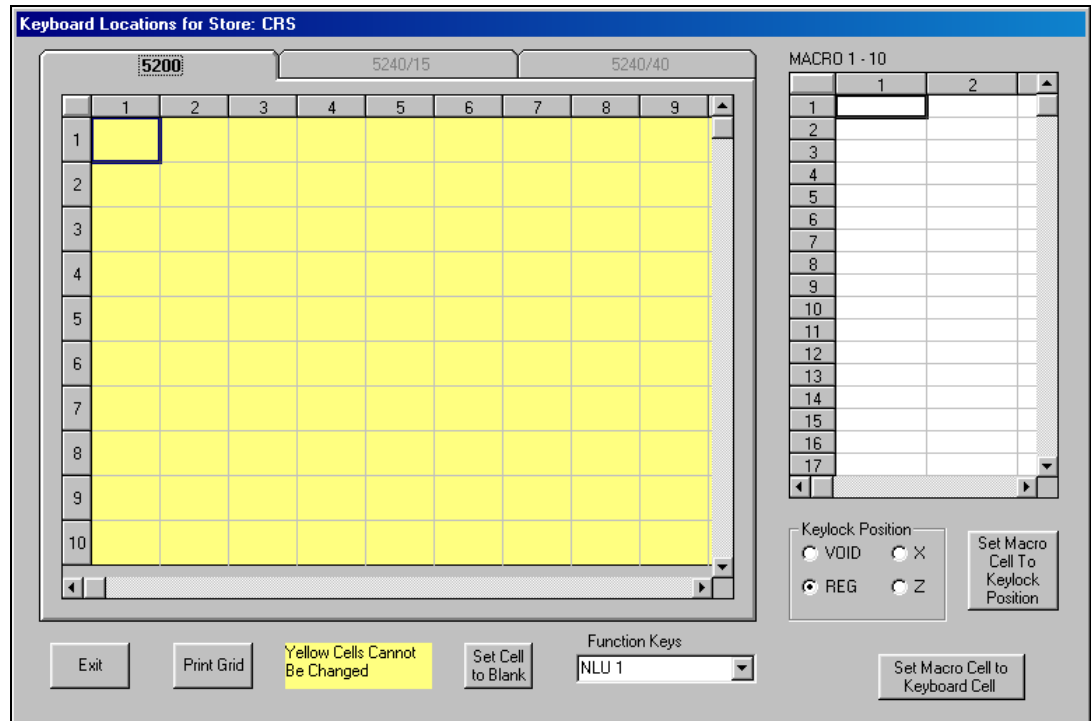 Keyboard Locations for Store: CRS
5200 5240/15 5240/40
1 2 3 4 5 6 7 8 9
1
2
3
4
5
6
7
8
9
10
MACRO 1 - 10
1 2
1
2
3
4
5
6
7
8
9
10
11
12
13
14
15
16
17
Keylock Position
VOID X
REG Z
Set Macro
Cell To
Keylock
Position
Exit
Print Grid
Yellow Cells Cannot
Be Changed
Set Cell
to Blank
Function Keys
NLU 1
Set Macro Cell to
Keyboard Cell